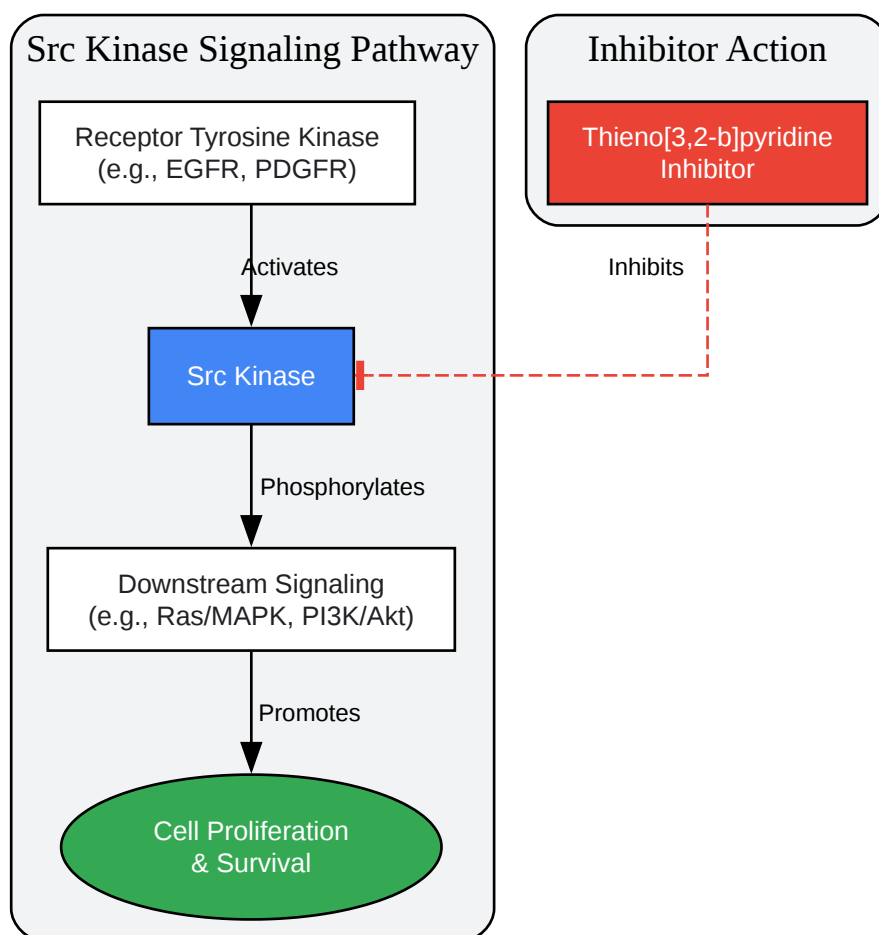 Src Kinase Signaling Pathway
Receptor Tyrosine Kinase
(e.g., EGFR, PDGFR)
Activates
Src Kinase
Phosphorylates
Downstream Signaling
(e.g., Ras/MAPK, PI3K/Akt)
Promotes
Cell Proliferation
& Survival
Inhibitor Action
Thieno[3,2-b]pyridine
Inhibitor
Inhibits